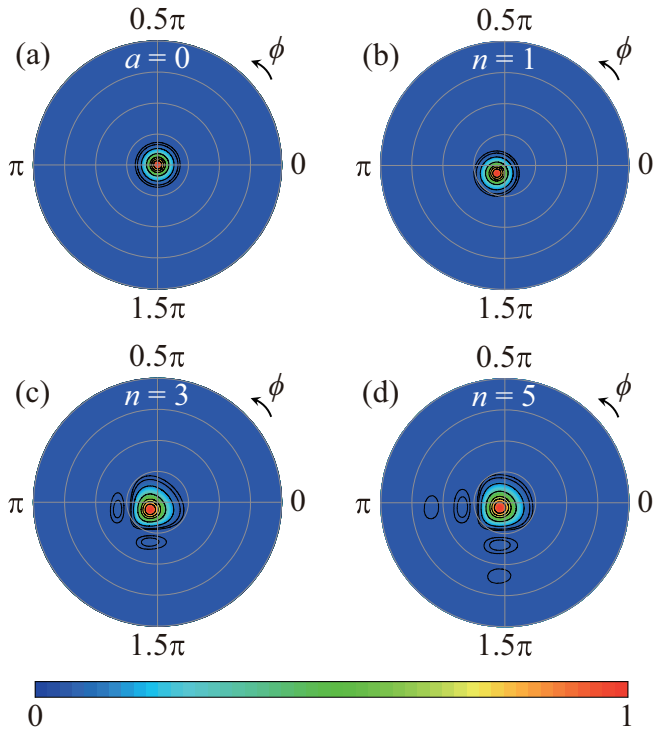 0.5π 0.5π
(a) a = 0 ϕ (b) n = 1 ϕ
π 0 π 0
1.5π 1.5π
0.5π 0.5π
(c) n = 3 ϕ (d) n = 5 ϕ
π 0 π 0
1.5π 1.5π
0 1